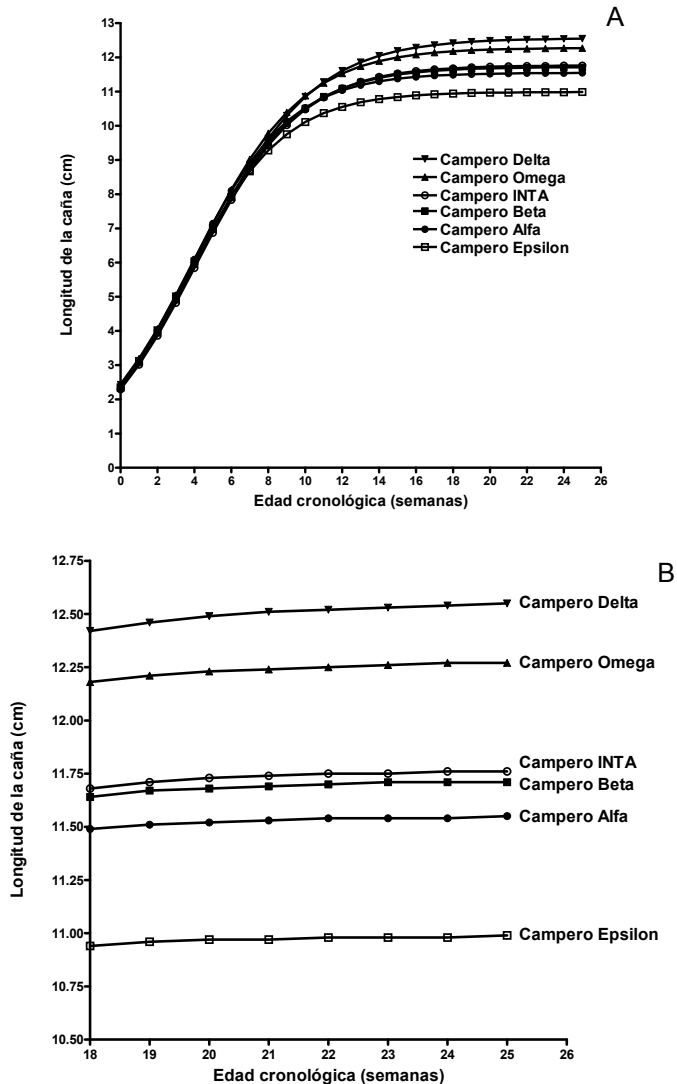 A
13
12
11
10
9
8
7
6
5
4
3
2
1
0
Longitud de la caña (cm)
Campero Delta
Campero Omega
Campero INTA
Campero Beta
Campero Alfa
Campero Epsilon
0 2 4 6 8 10 12 14 16 18 20 22 24 26
Edad cronológica (semanas)
B
12.75
12.50
12.25
12.00
11.75
11.50
11.25
11.00
10.75
10.50
Longitud de la caña (cm)
Campero Delta
Campero Omega
Campero INTA
Campero Beta
Campero Alfa
Campero Epsilon
18 19 20 21 22 23 24 25 26
Edad cronológica (semanas)